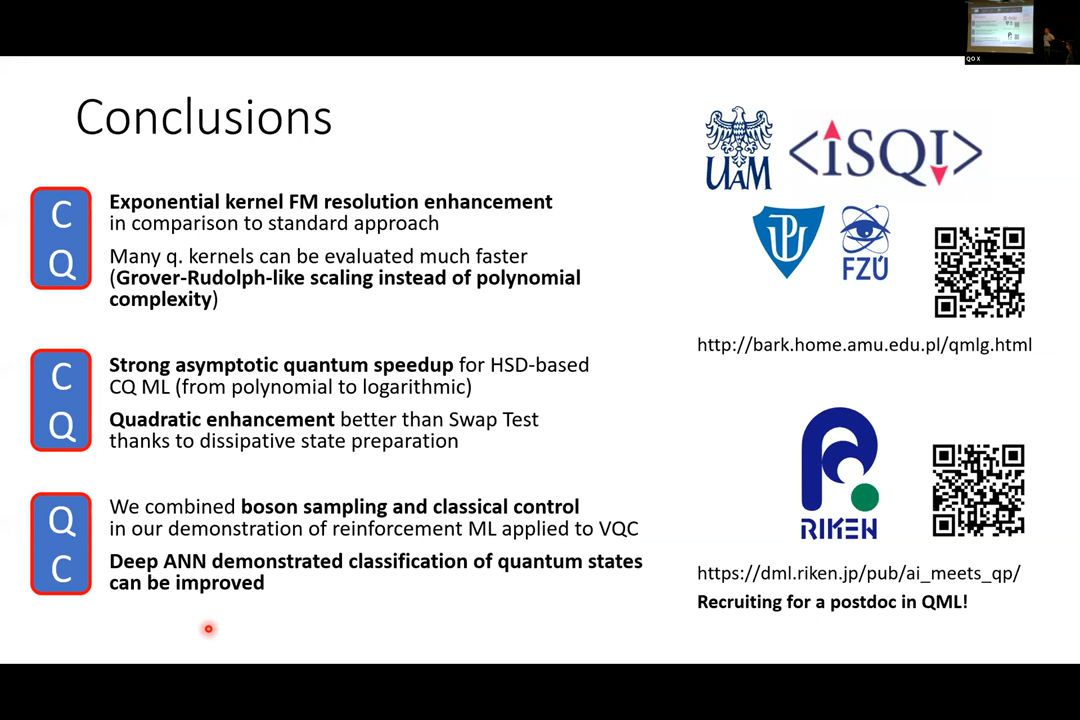 Conclusions
C
Q
Exponential kernel FM resolution enhancement
in comparison to standard approach
Many q. kernels can be evaluated much faster
(Grover-Rudolph-like scaling instead of polynomial
complexity)
C
Q
Strong asymptotic quantum speedup for HSD-based
CQ ML (from polynomial to logarithmic)
Quadratic enhancement better than Swap Test
thanks to dissipative state preparation
Q
C
We combined boson sampling and classical control
in our demonstration of reinforcement ML applied to VQC
Deep ANN demonstrated classification of quantum states
can be improved
UAM
<iSQI>
UP
FZÚ
http://bark.home.amu.edu.pl/qmlg.html
RIKEN
https://dml.riken.jp/pub/ai_meets_qp/
Recruiting for a postdoc in QML!